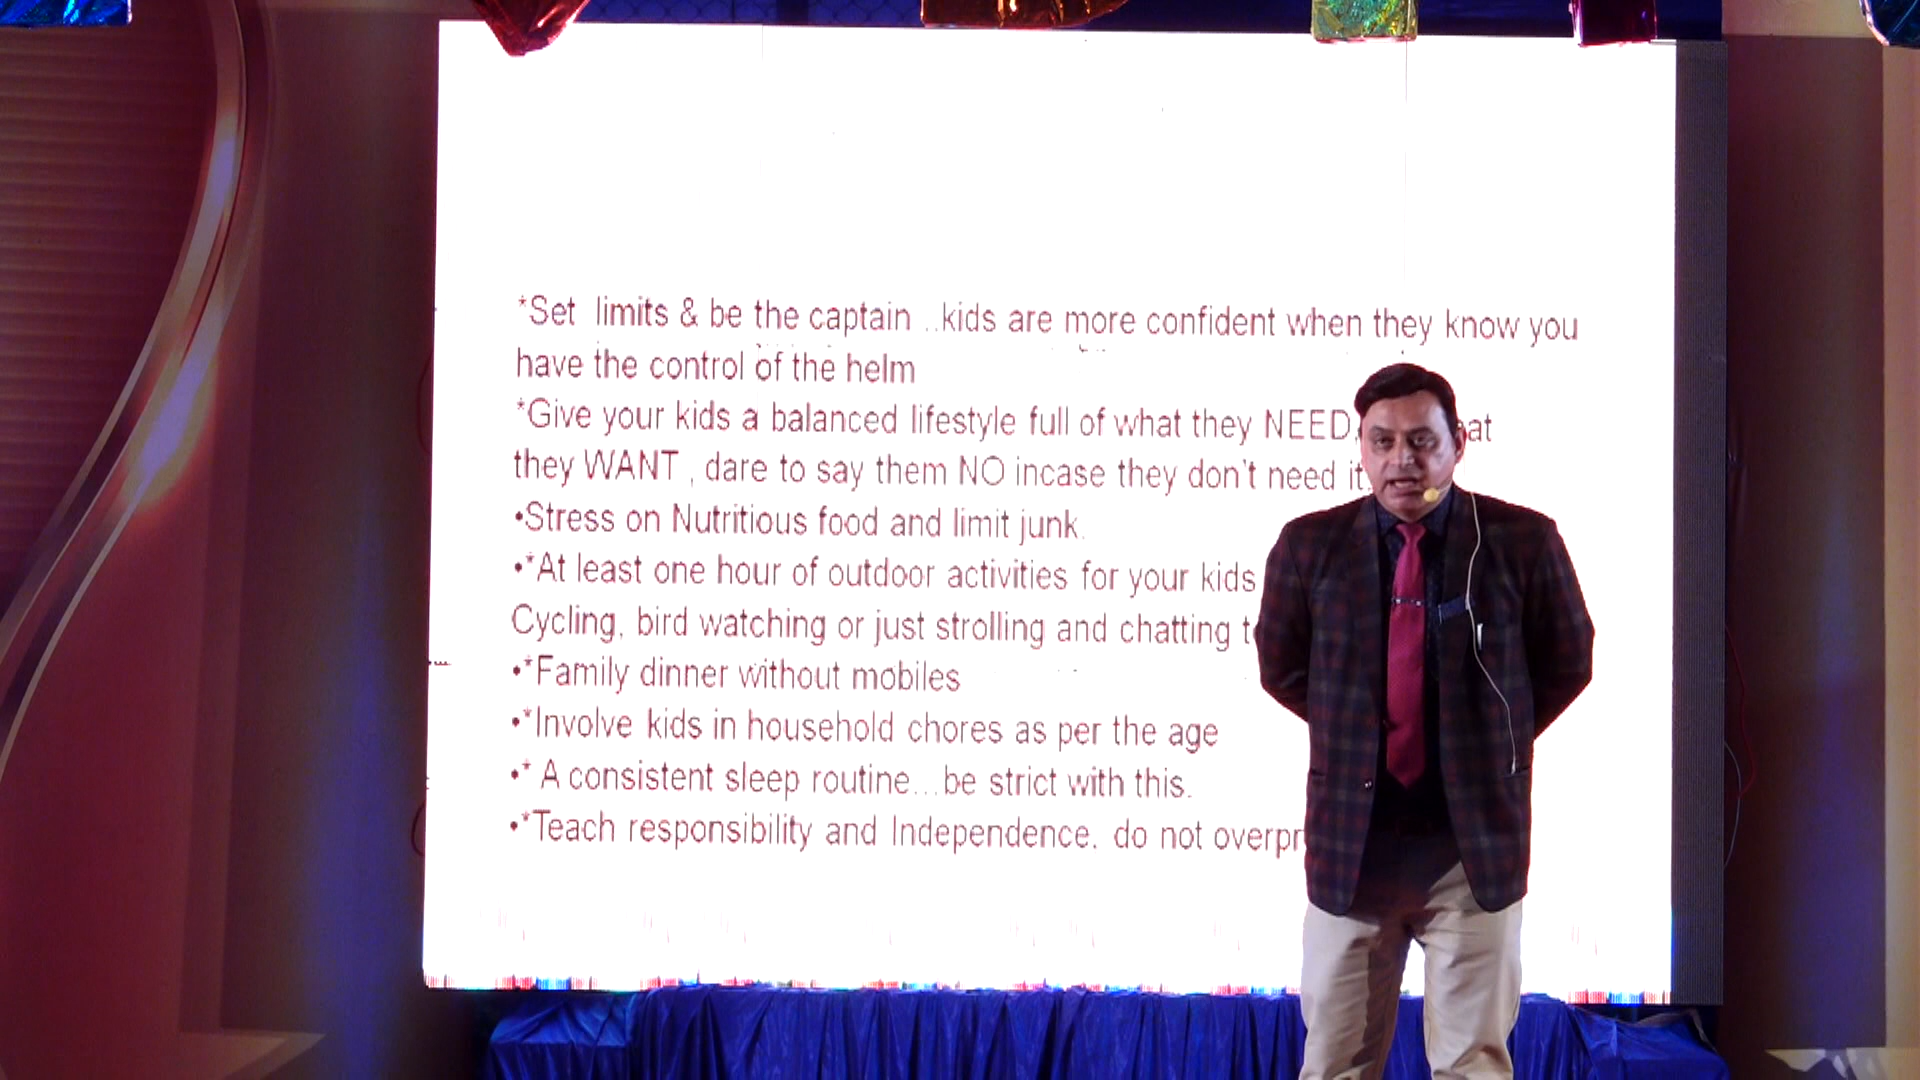 *Set limits & be the captain ..kids are more confident when they know you
have the control of the helm
*Give your kids a balanced lifestyle full of what they NEED,
they WANT , dare to say them NO incase they don't need it.
•Stress on Nutritious food and limit junk.
•*At least one hour of outdoor activities for your kids
Cycling, bird watching or just strolling and chatting
•*Family dinner without mobiles
•*Involve kids in household chores as per the age
•* A consistent sleep routine...be strict with this.
•*Teach responsibility and Independence. do not